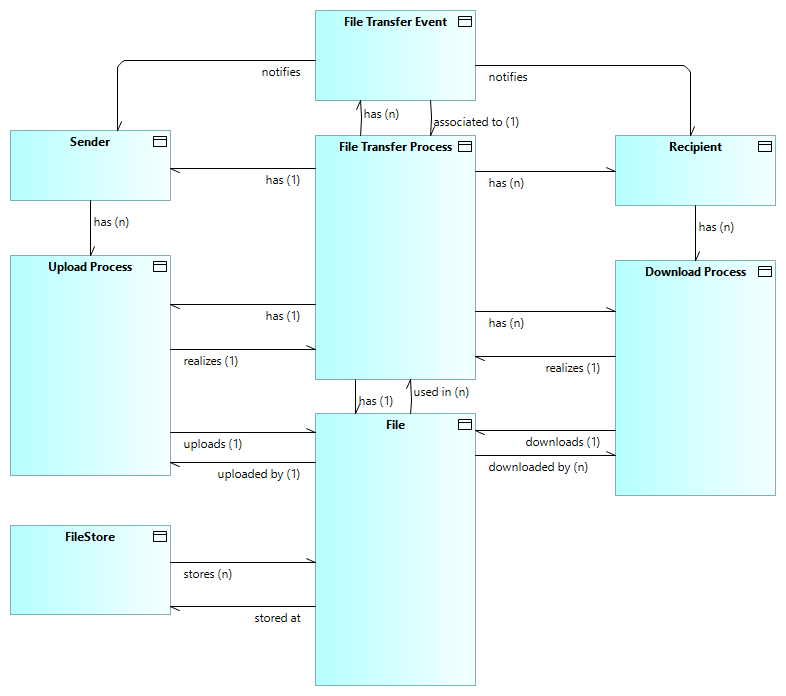 File Transfer Event
notifies
notifies
has (n)
associated to (1)
Sender
File Transfer Process
Recipient
has (1)
has (n)
has (n)
has (n)
Upload Process
Download Process
has (1)
has (n)
realizes (1)
realizes (1)
has (1)
used in (n)
File
uploads (1)
downloads (1)
uploaded by (1)
downloaded by (n)
FileStore
stores (n)
stored at